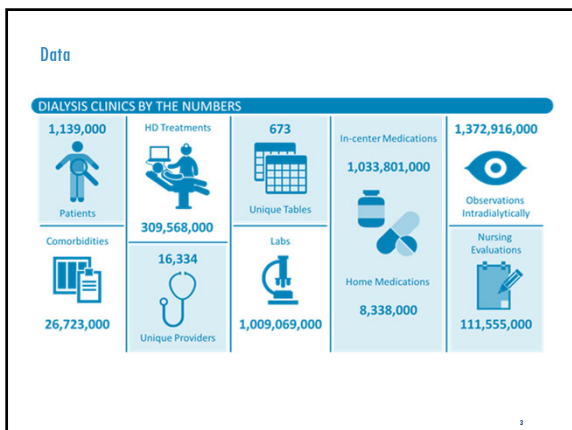 Data
DIALYSIS CLINICS BY THE NUMBERS
1,139,000
Patients
Comorbidities
26,723,000
HD Treatments
309,568,000
16,334
Unique Providers
673
Unique Tables
Labs
1,009,069,000
In-center Medications
1,033,801,000
Home Medications
8,338,000
1,372,916,000
Observations
Intradialytically
Nursing
Evaluations
111,555,000
3